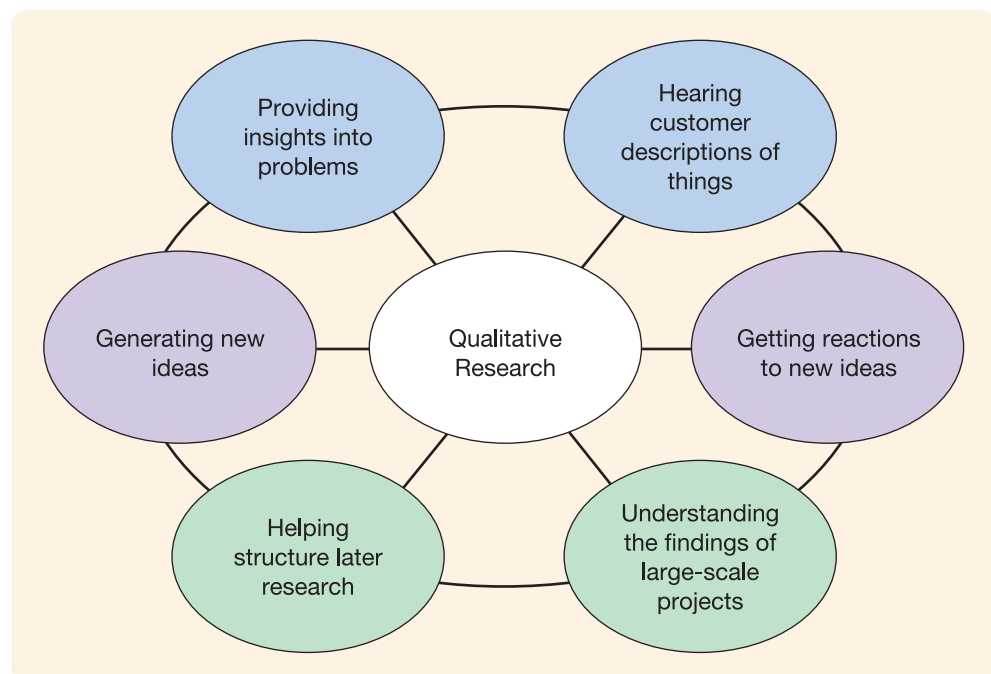 Providing
insights into
problems
Hearing
customer
descriptions of
things
Generating new
ideas
Qualitative
Research
Getting reactions
to new ideas
Helping
structure later
research
Understanding
the findings of
large-scale
projects